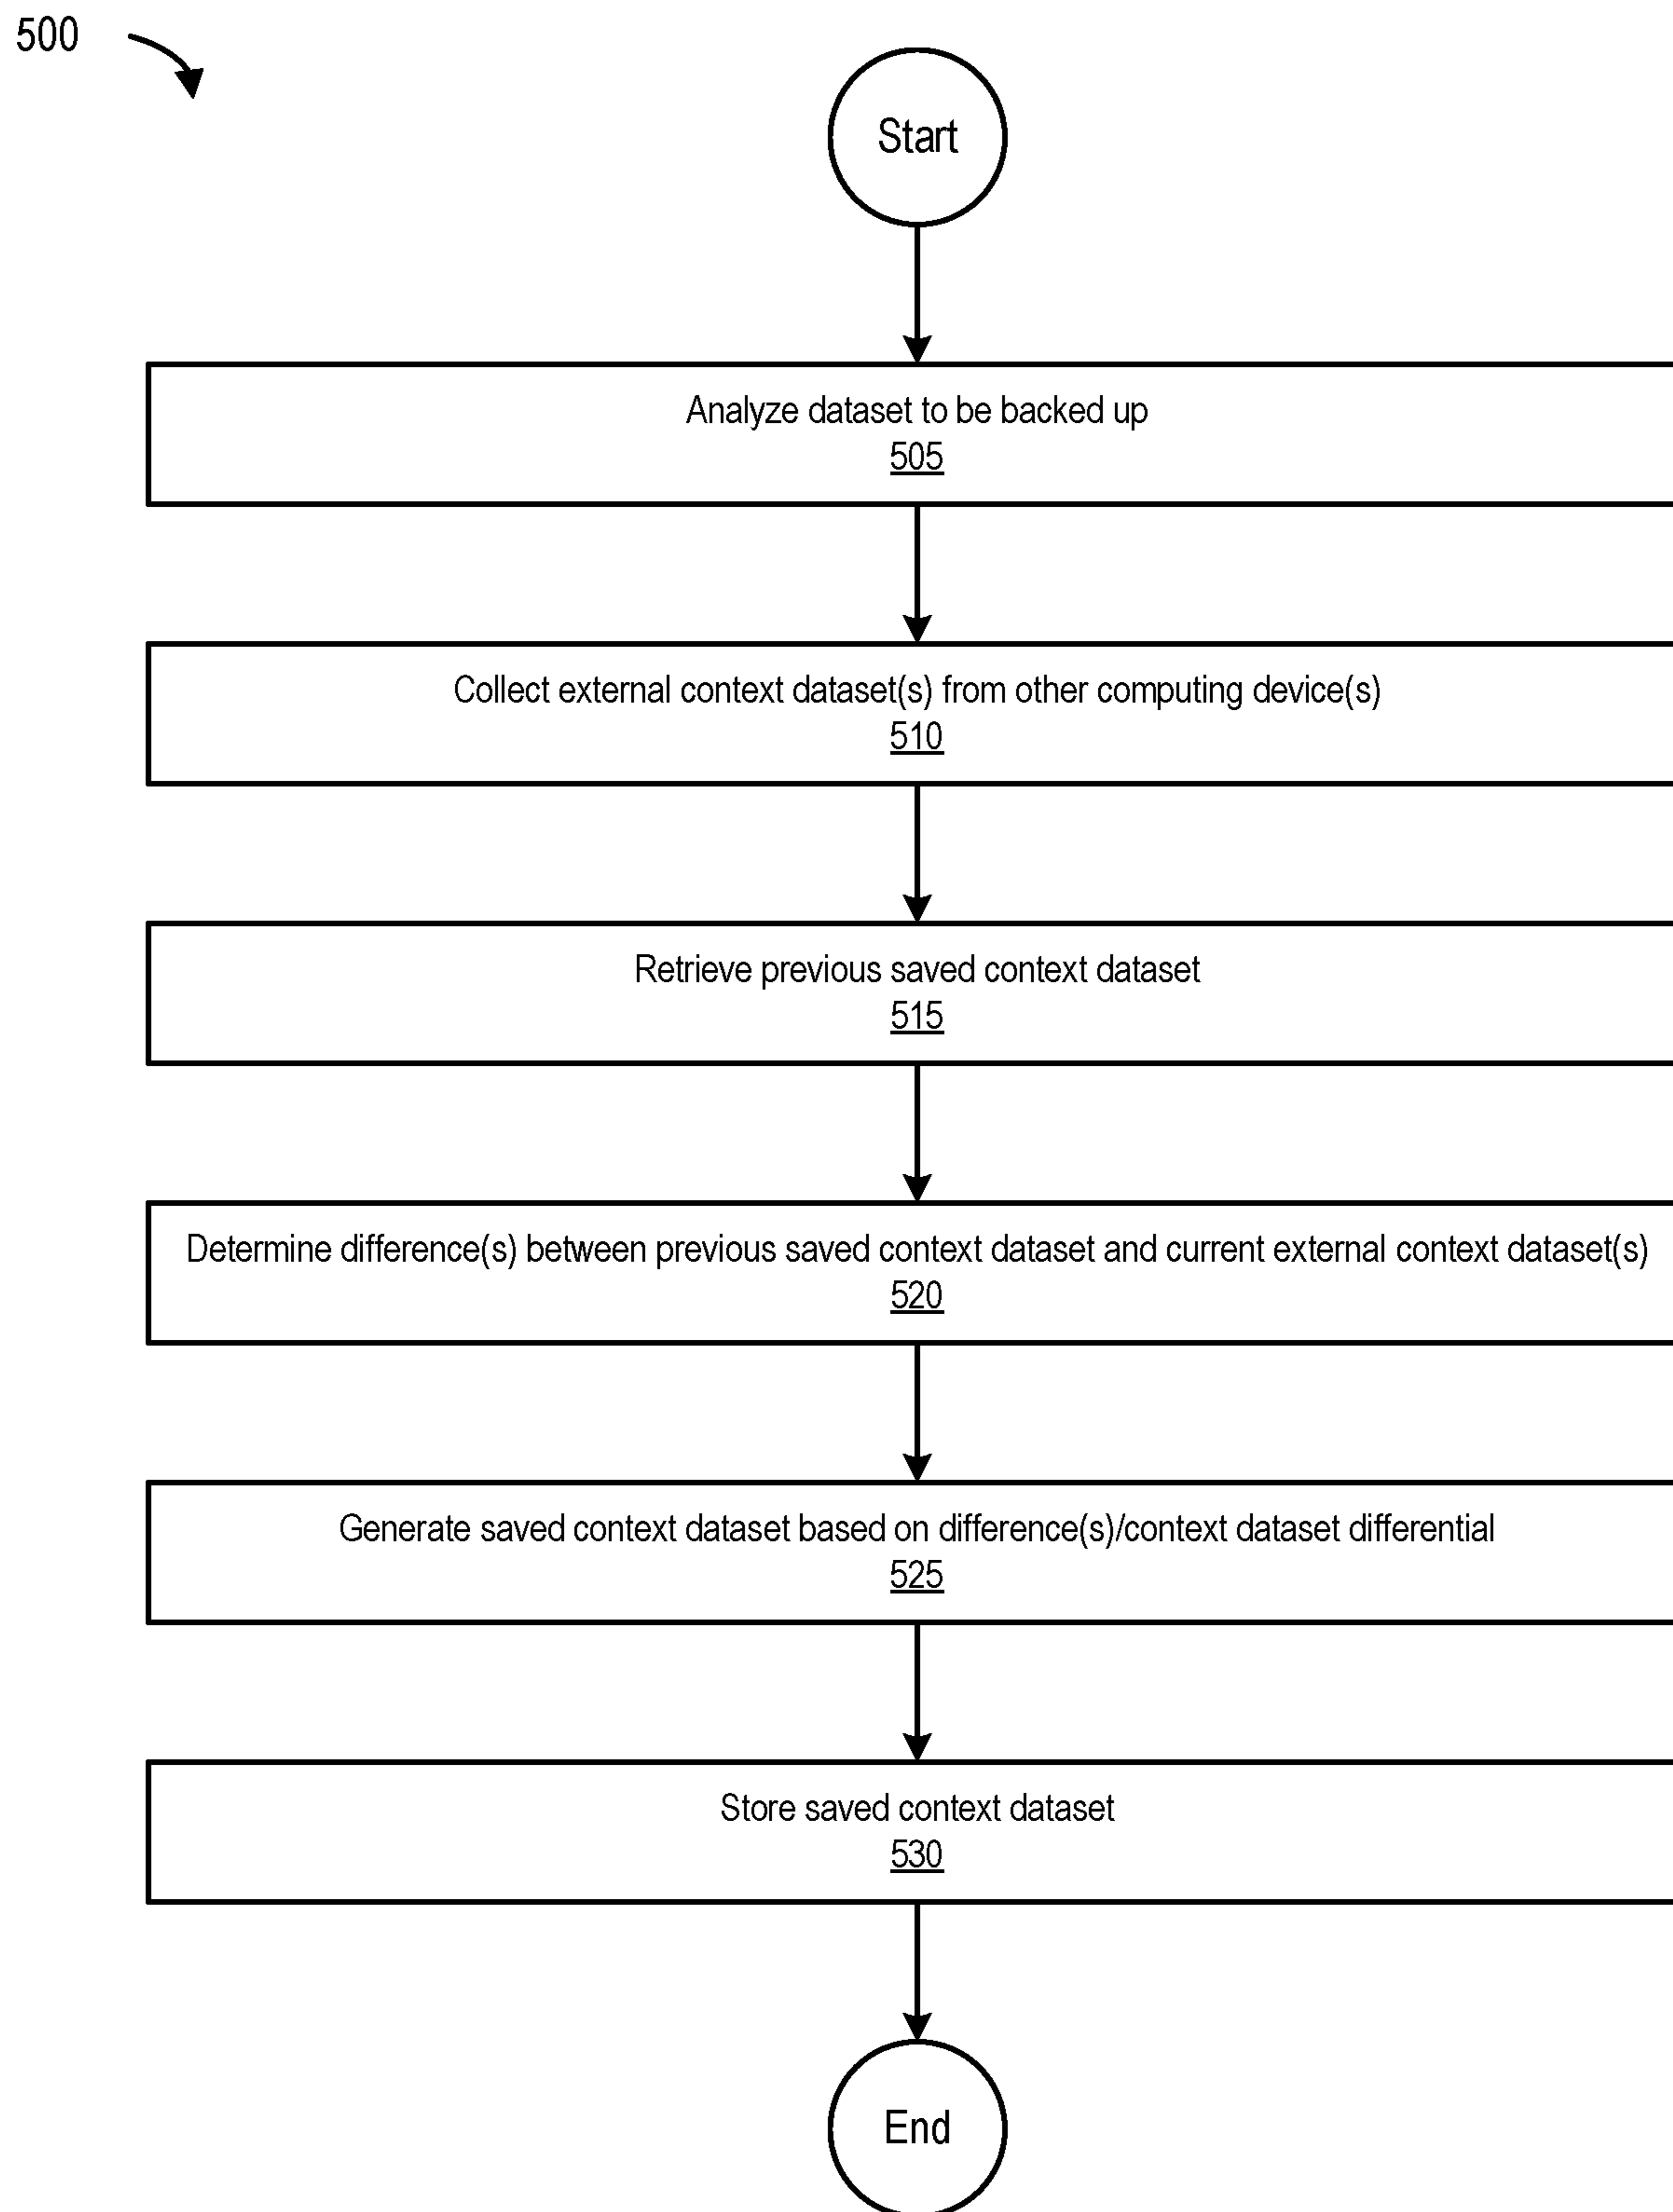 500
Start
Analyze dataset to be backed up
505
Collect external context dataset(s) from other computing device(s)
510
Retrieve previous saved context dataset
515
Determine difference(s) between previous saved context dataset and current external context dataset(s)
520
Generate saved context dataset based on difference(s)/context dataset differential
525
Store saved context dataset
530
End